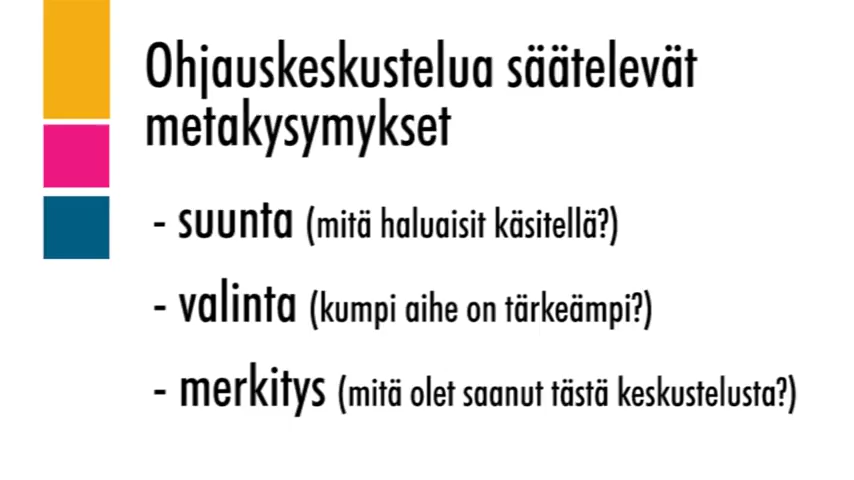 Ohjauskeskustelua säätelevät
metakysymykset
- suunta (mitä haluaisit käsitellä?)
- valinta (kumpi aihe on tärkeämpi?)
- merkitys (mitä olet saanut tästä keskustelusta?)